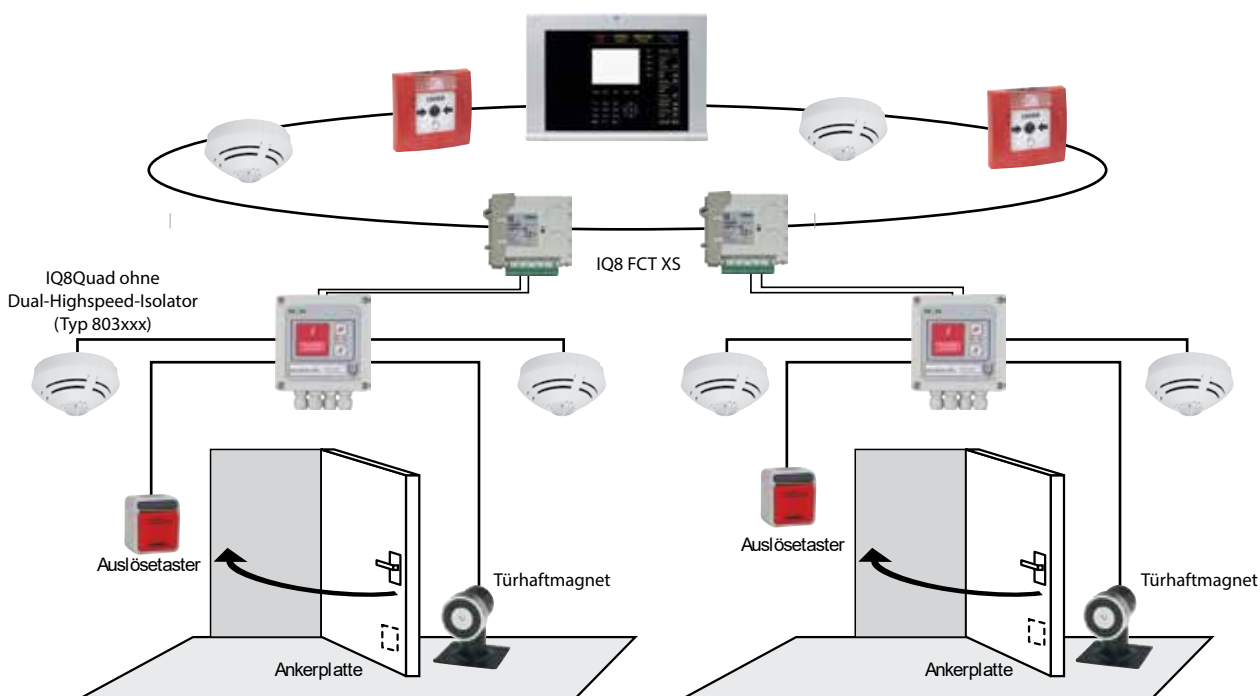 IQ8 FCT XS
IQ8Quad ohne
Dual-Highspeed-Isolator
(Typ 803xxx)
Auslösetaster
Türhaftmagnet
Ankerplatte
Auslösetaster
Türhaftmagnet
Ankerplatte